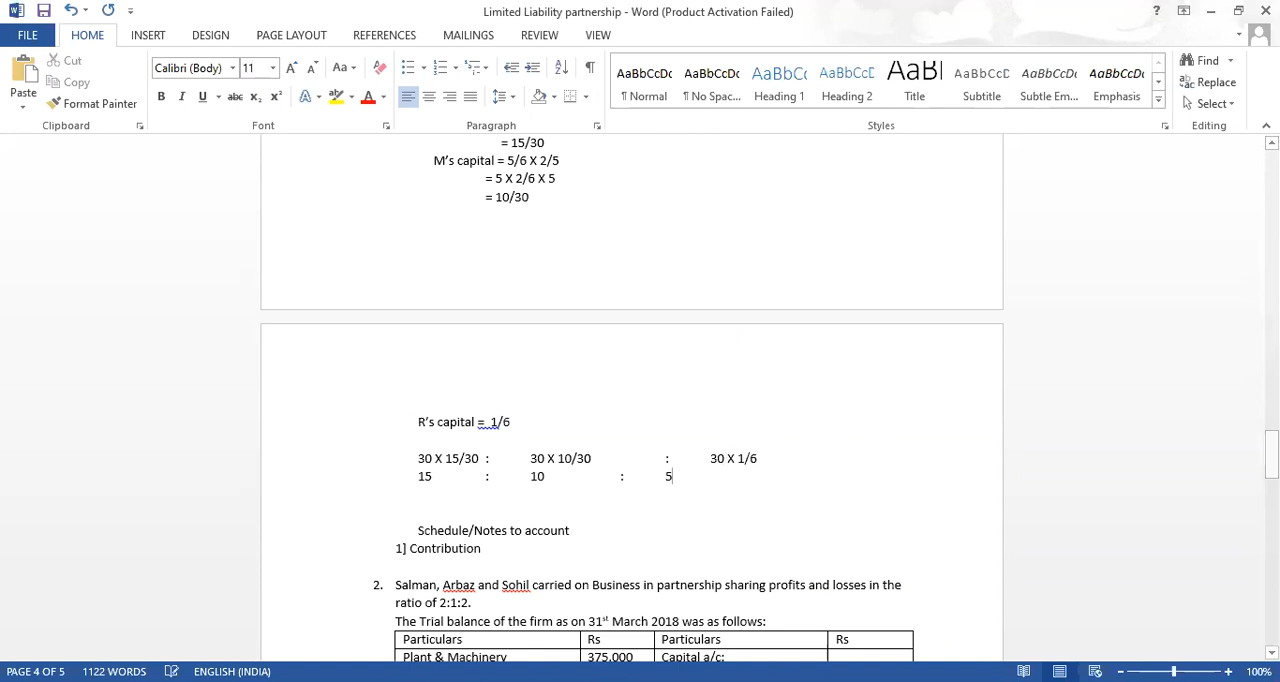 Limited Liability partnership - Word (Product Activation Failed)
FILE HOME INSERT DESIGN PAGE LAYOUT REFERENCES MAILINGS REVIEW VIEW
Paste
Cut
Copy
Format Painter
Clipboard
Calibri (Body) 11
Font
Paragraph
AaBbCcDc AaBbCcDc AaBbCc AaBbCcD AaBl AaBbCcD AaBbCcDc AaBbCcDc
¶ Normal ¶ No Spac... Heading 1 Heading 2 Title Subtitle Subtle Em... Emphasis
Styles
Find
Replace
Select
Editing
= 15/30
M’s capital = 5/6 X 2/5
= 5 X 2/6 X 5
= 10/30
R’s capital = 1/6
30 X 15/30 : 30 X 10/30 : 30 X 1/6
15 : 10 : 5
Schedule/Notes to account
1] Contribution
2. Salman, Arbaz and Sohil carried on Business in partnership sharing profits and losses in the
ratio of 2:1:2.
The Trial balance of the firm as on 31st March 2018 was as follows:
Particulars Rs Particulars Rs
Plant & Machinery 375,000 Capital a/c:
PAGE 4 OF 5 1122 WORDS ENGLISH (INDIA) 100%